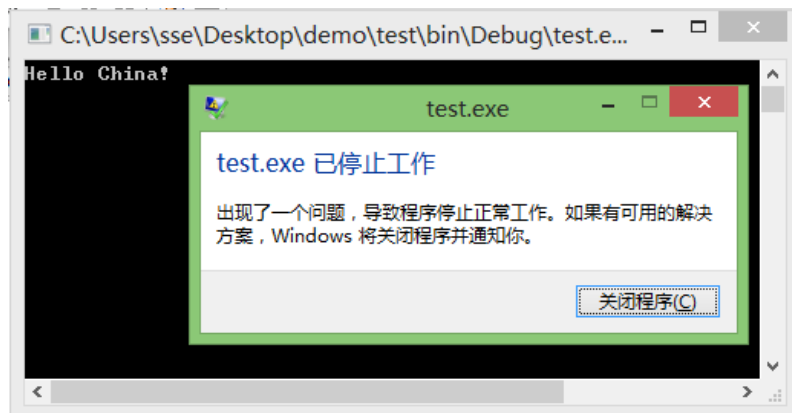 C:\Users\sse\Desktop\demo\test\bin\Debug\test.e...
Hello China!
test.exe
test.exe 已停止工作
出现了一个问题，导致程序停止正常工作。如果有可用的解决
方案，Windows 将关闭程序并通知你。
关闭程序(C)